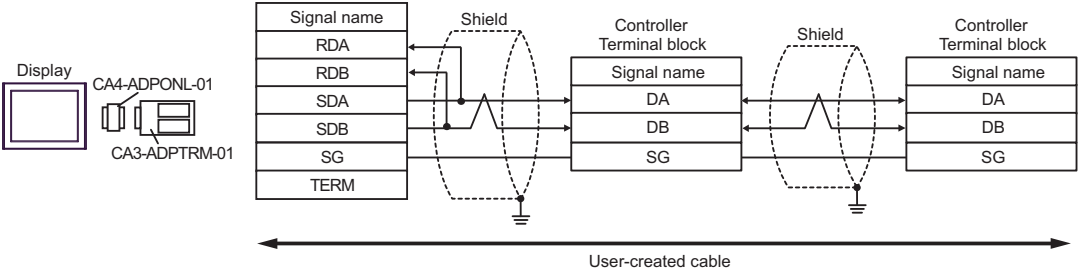 Display
CA4-ADPONL-01
CA3-ADPTRM-01
Signal name
RDA
RDB
SDA
SDB
SG
TERM
Shield
Controller
Terminal block
Signal name
DA
DB
SG
Shield
Controller
Terminal block
Signal name
DA
DB
SG
User-created cable